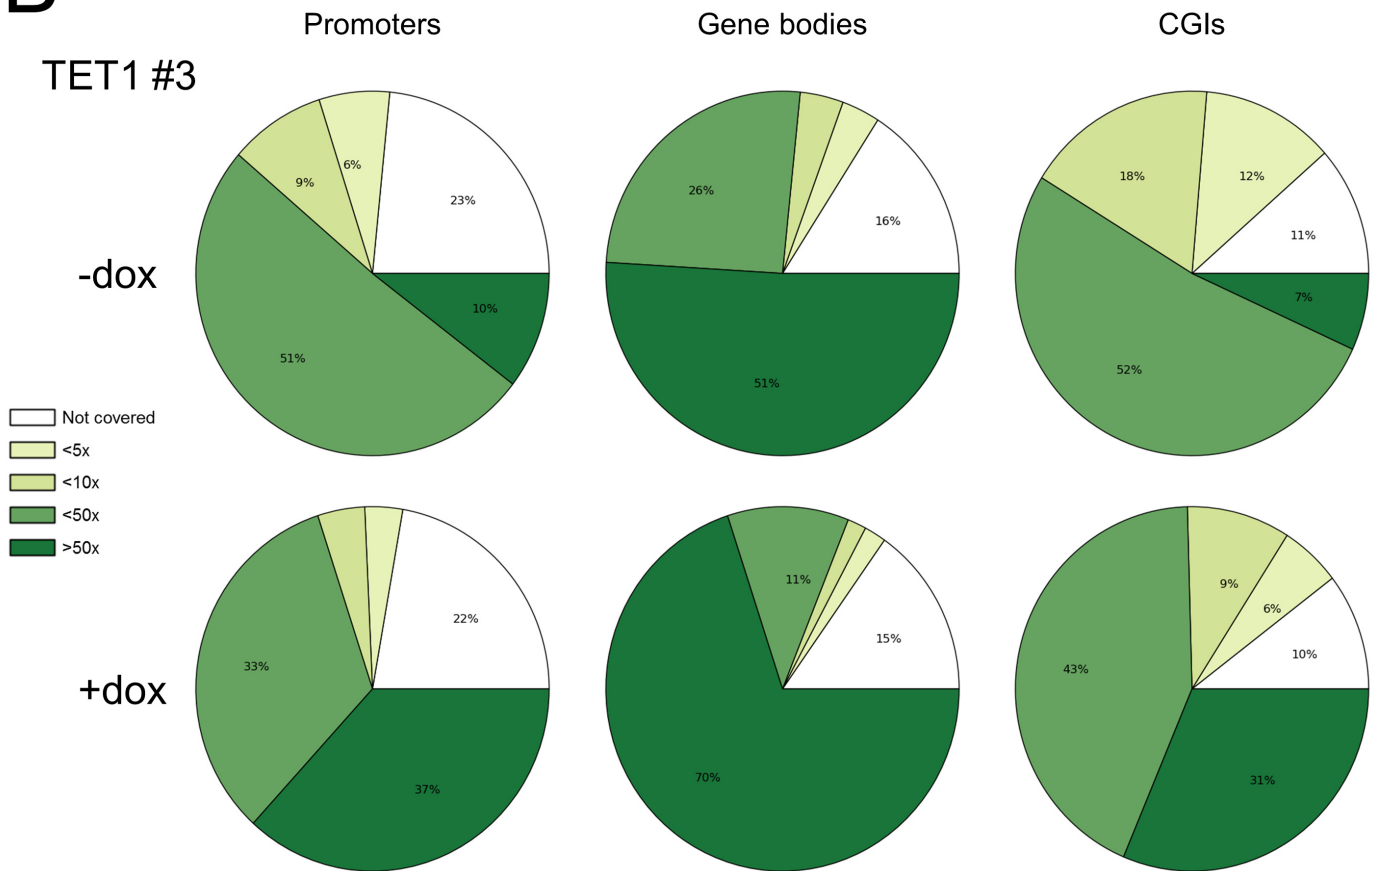 Promoters Gene bodies CGIs
TET1 #3
-dox
6%
9%
23%
10%
51%
26%
16%
51%
18%
12%
11%
7%
52%
Not covered
<5x
<10x
<50x
>50x
+dox
22%
33%
37%
11%
15%
70%
9%
6%
10%
43%
31%